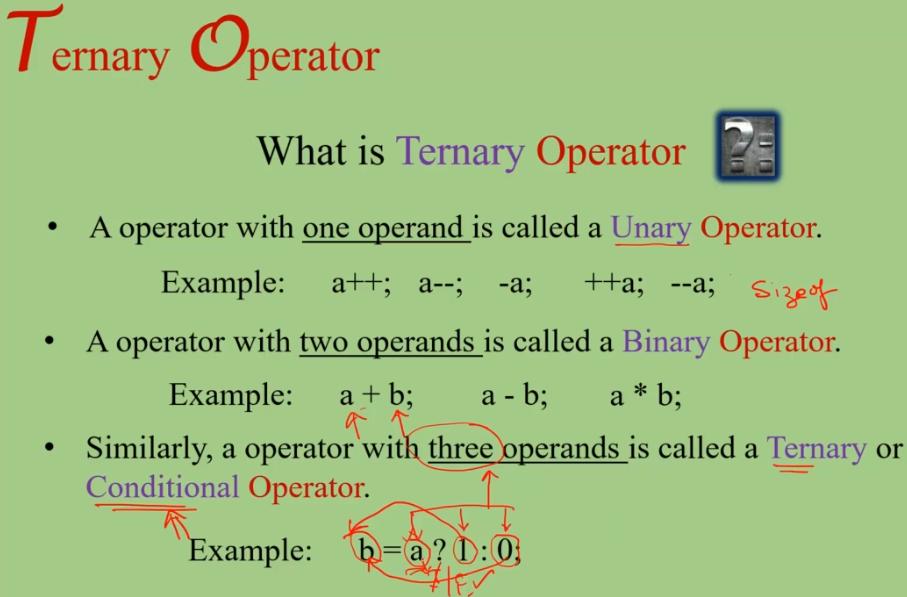 Ternary Operator
What is Ternary Operator ?:
• A operator with one operand is called a Unary Operator.
Example: a++; a--; -a; ++a; --a; Sizeof
• A operator with two operands is called a Binary Operator.
Example: a + b; a - b; a * b;
• Similarly, a operator with three operands is called a Ternary or
Conditional Operator.
Example: b = a ? 1 : 0;